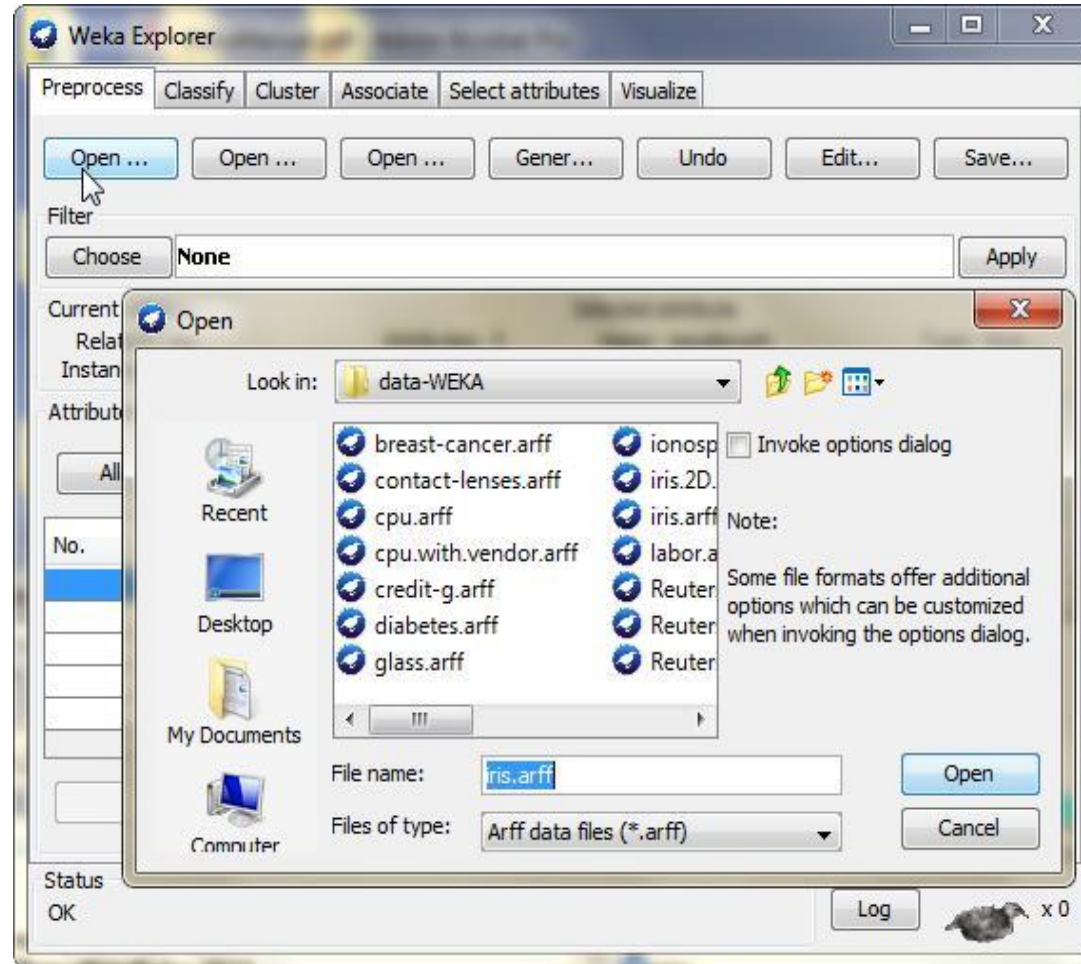 Weka Explorer
Preprocess Classify Cluster Associate Select attributes Visualize
Open ... Open ... Open ... Gener... Undo Edit... Save...
Filter
Choose None Apply
Current
Relat
Instan
Attribute
All
No.
Open
Look in: data-WEKA
Recent
Desktop
My Documents
Computer
breast-cancer.arff ionosp
contact-lenses.arff iris.2D.
cpu.arff iris.arff
cpu.with.vendor.arff labor.a
credit-g.arff Reuter
diabetes.arff Reuter
glass.arff Reuter
Invoke options dialog
Note:
Some file formats offer additional
options which can be customized
when invoking the options dialog.
File name: iris.arff Open
Files of type: Arff data files (*.arff) Cancel
Status
OK Log x 0